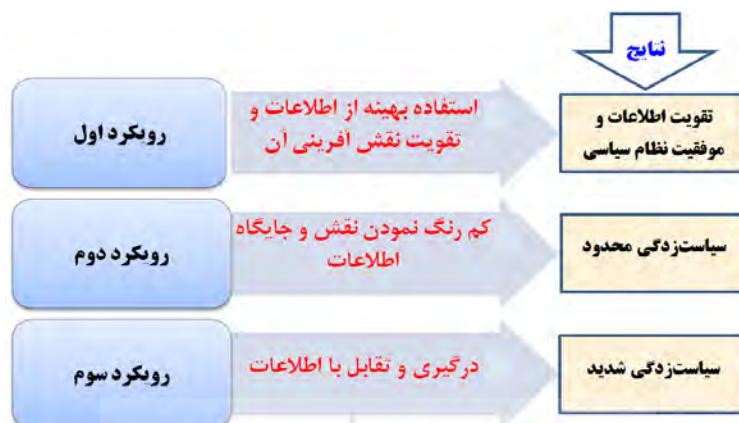 نتایج
رویکرد اول
استفاده بهینه از اطلاعات و
تقویت نقش آفرینی آن
تقویت اطلاعات و
موفقیت نظام سیاسی
رویکرد دوم
کم رنگ نمودن نقش و جایگاه
اطلاعات
سیاست‌زدگی محدود
رویکرد سوم
درگیری و تقابل با اطلاعات
سیاست‌زدگی شدید